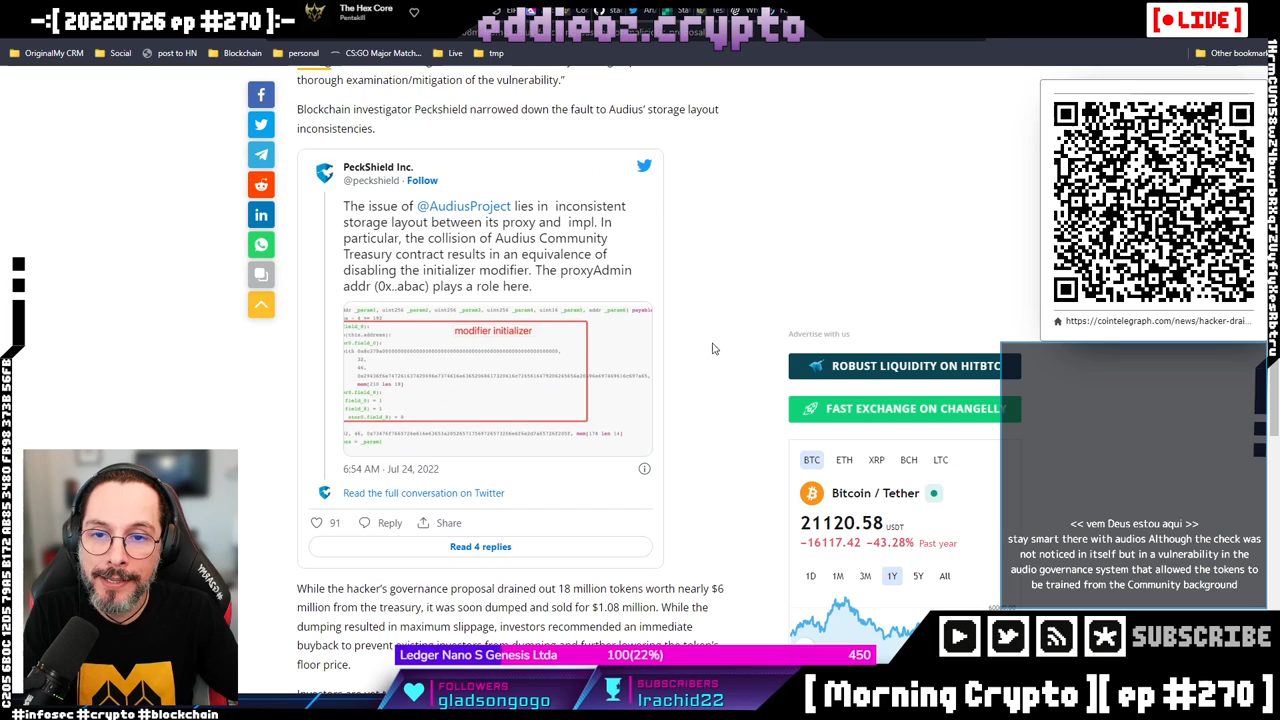 -:[ 20220726 ep #270]:-
The Hex Core
Pentakill
eddieoz.crypto
[ • LIVE ]
OriginalMy CRM
Social
post to HN
Blockchain
personal
CS:GO Major Match...
Live
tmp
Other bookmar
thorough examination/mitigation of the vulnerability.”
Blockchain investigator Peckshield narrowed down the fault to Audius’ storage layout
inconsistencies.
PeckShield Inc.
@peckshield · Follow
The issue of @AudiusProject lies in inconsistent
storage layout between its proxy and impl. In
particular, the collision of Audius Community
Treasury contract results in an equivalence of
disabling the initializer modifier. The proxyAdmin
addr (0x..abac) plays a role here.
modifier initializer
6:54 AM · Jul 24, 2022
Read the full conversation on Twitter
91
Reply
Share
Read 4 replies
While the hacker’s governance proposal drained out 18 million tokens worth nearly $6
million from the treasury, it was soon dumped and sold for $1.08 million. While the
dumping resulted in maximum slippage, investors recommended an immediate
buyback to prevent existing investors from dumping and further lowering the token’s
floor price.
https://cointelegraph.com/news/hacker-drai...
Advertise with us
ROBUST LIQUIDITY ON HITBTC
FAST EXCHANGE ON CHANGELLY
BTC
ETH
XRP
BCH
LTC
Bitcoin / Tether
21120.58 USDT
−16117.42 −43.28% Past year
1D
1M
3M
1Y
5Y
All
<< vem Deus estou aqui >>
stay smart there with audios Although the check was
not noticed in itself but in a vulnerability in the
audio governance system that allowed the tokens to
be trained from the Community background
SUBSCRIBE
Ledger Nano S Genesis Ltda
100(22%)
450
FOLLOWERS
gladsongogo
SUBSCRIBERS
lrachid22
[ Morning Crypto ][ ep #270 ]
#infosec #crypto #blockchain